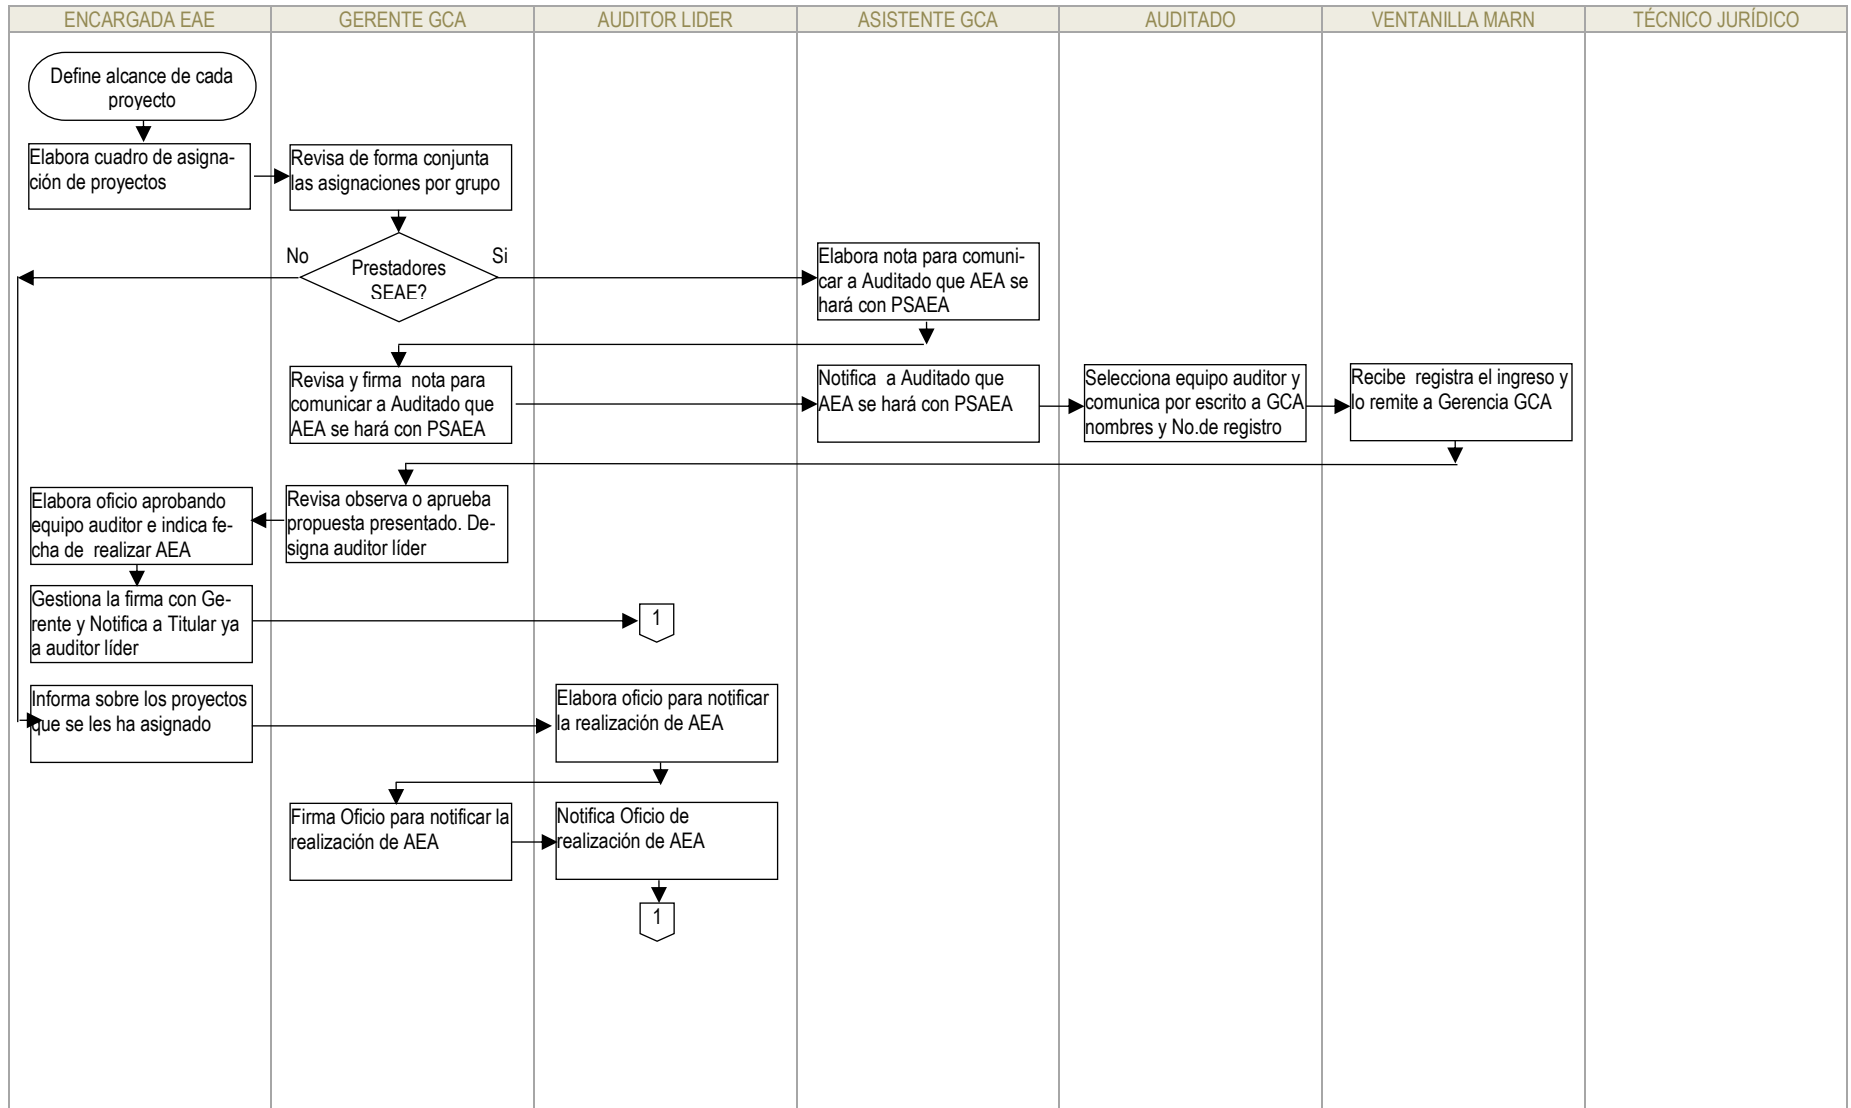 ENCARGADA EAE
GERENTE GCA
AUDITOR LIDER
ASISTENTE GCA
AUDITADO
VENTANILLA MARN
TÉCNICO JURÍDICO
Define alcance de cada
proyecto
Elabora cuadro de asigna-
ción de proyectos
Revisa de forma conjunta
las asignaciones por grupo
No
Si
Prestadores
SEAE?
Elabora nota para comuni-
car a Auditado que AEA se
hará con PSAEA
Revisa y firma nota para
comunicar a Auditado que
AEA se hará con PSAEA
Notifica a Auditado que
AEA se hará con PSAEA
Selecciona equipo auditor y
comunica por escrito a GCA
nombres y No.de registro
Recibe registra el ingreso y
lo remite a Gerencia GCA
Elabora oficio aprobando
equipo auditor e indica fe-
cha de realizar AEA
Revisa observa o aprueba
propuesta presentado. De-
signa auditor líder
Gestiona la firma con Ge-
rente y Notifica a Titular ya
a auditor líder
1
Informa sobre los proyectos
que se les ha asignado
Elabora oficio para notificar
la realización de AEA
Firma Oficio para notificar la
realización de AEA
Notifica Oficio de
realización de AEA
1